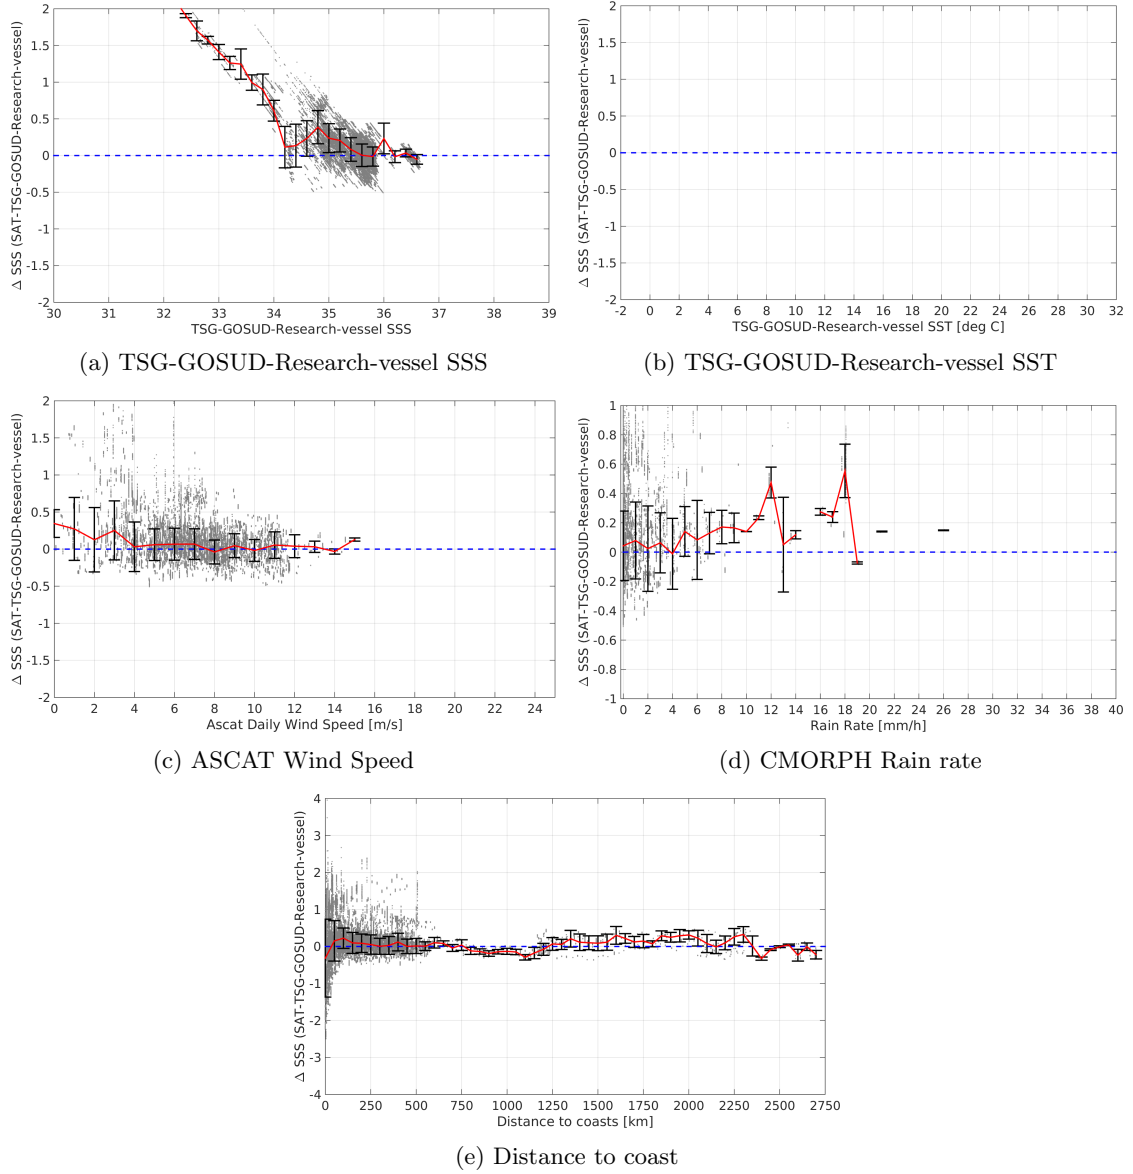 2
1.5
1
0.5
0
-0.5
-1
-1.5
-2
Δ SSS (SAT-TSG-GOSUD-Research-vessel)
30 31 32 33 34 35 36 37 38 39
TSG-GOSUD-Research-vessel SSS
(a) TSG-GOSUD-Research-vessel SSS
2
1.5
1
0.5
0
-0.5
-1
-1.5
-2
Δ SSS (SAT-TSG-GOSUD-Research-vessel)
-2 0 2 4 6 8 10 12 14 16 18 20 22 24 26 28 30 32
TSG-GOSUD-Research-vessel SST [deg C]
(b) TSG-GOSUD-Research-vessel SST
2
1.5
1
0.5
0
-0.5
-1
-1.5
-2
Δ SSS (SAT-TSG-GOSUD-Research-vessel)
0 2 4 6 8 10 12 14 16 18 20 22 24
Ascat Daily Wind Speed [m/s]
(c) ASCAT Wind Speed
1
0.8
0.6
0.4
0.2
0
-0.2
-0.4
-0.6
-0.8
-1
Δ SSS (SAT-TSG-GOSUD-Research-vessel)
0 2 4 6 8 10 12 14 16 18 20 22 24 26 28 30 32 34 36 38 40
Rain Rate [mm/h]
(d) CMORPH Rain rate
4
3
2
1
0
-1
-2
-3
-4
Δ SSS (SAT-TSG-GOSUD-Research-vessel)
0 250 500 750 1000 1250 1500 1750 2000 2250 2500 2750
Distance to coasts [km]
(e) Distance to coast